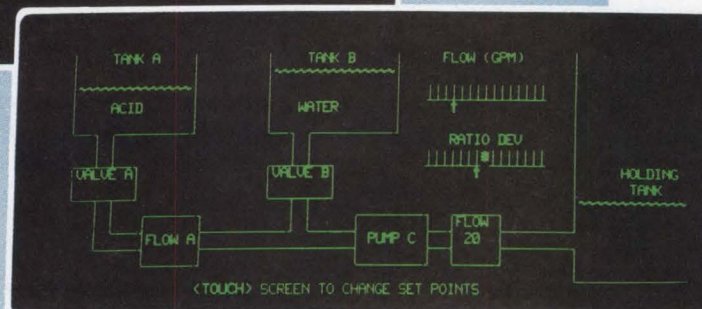 TANK A
TANK B
FLOW (GPM)
ACID
WATER
RATIO DEV
VALVE A
VALVE B
HOLDING
TANK
FLOW A
PUMP C
FLOW
20
<TOUCH> SCREEN TO CHANGE SET POINTS